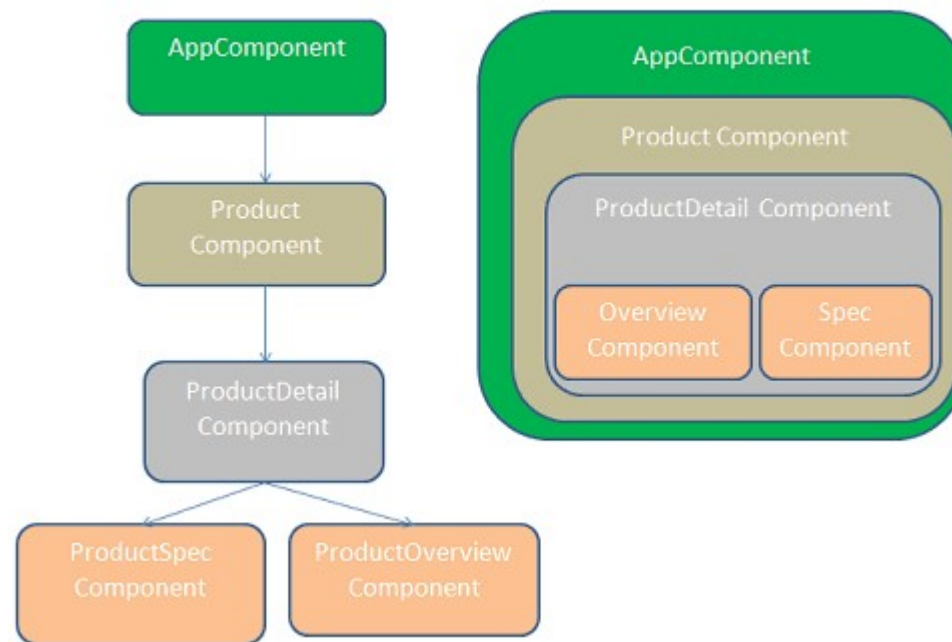 AppComponent
Product
Component
ProductDetail
Component
ProductSpec
Component
ProductOverview
Component
AppComponent
Product Component
ProductDetail Component
Overview
Component
Spec
Component